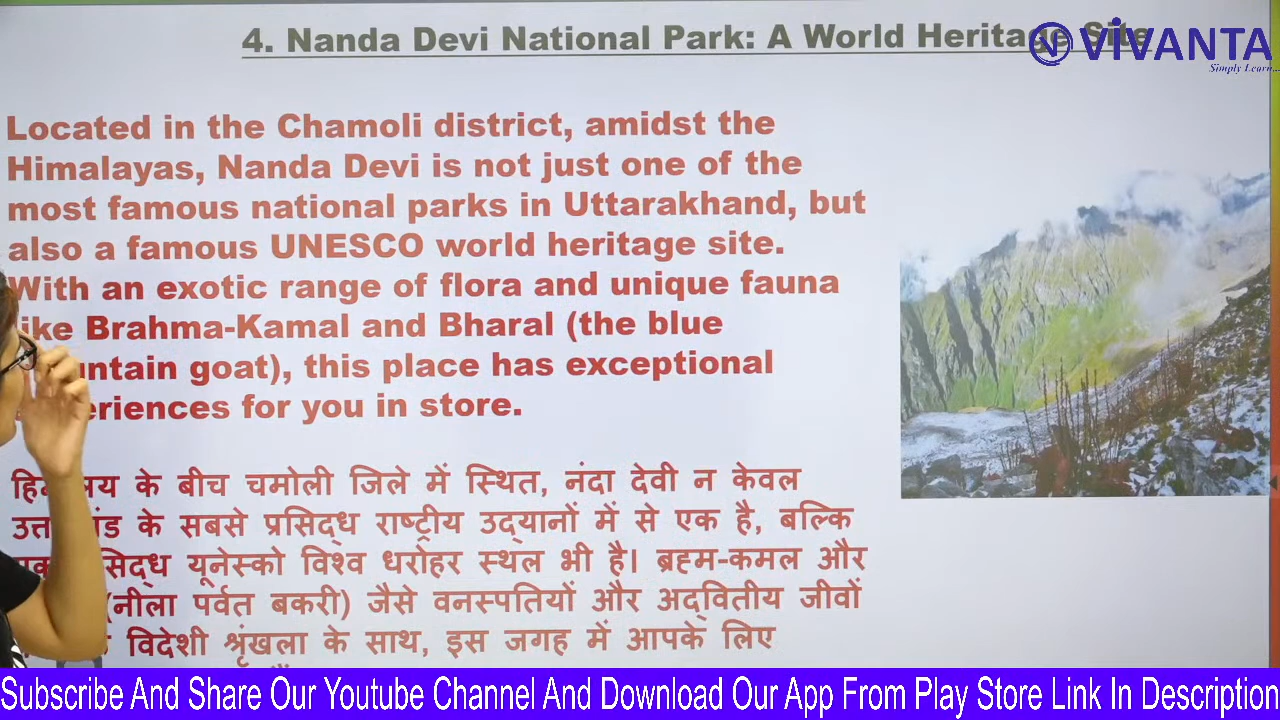 4. Nanda Devi National Park: A World Heritage Site
VIVANTA
Simply Learn...
Located in the Chamoli district, amidst the
Himalayas, Nanda Devi is not just one of the
most famous national parks in Uttarakhand, but
also a famous UNESCO world heritage site.
With an exotic range of flora and unique fauna
like Brahma-Kamal and Bharal (the blue
goat), this place has exceptional
for you in store.
के बीच चमोली जिले में स्थित, नंदा देवी न केवल
के सबसे प्रसिद्ध राष्ट्रीय उद्यानों में से एक है, बल्कि
यूनेस्को विश्व धरोहर स्थल भी है। ब्रह्म-कमल और
(नीला पर्वत बकरी) जैसे वनस्पतियों और अद्वितीय जीवों
विदेशी श्रृंखला के साथ, इस जगह में आपके लिए
Subscribe And Share Our Youtube Channel And Download Our App From Play Store Link In Description